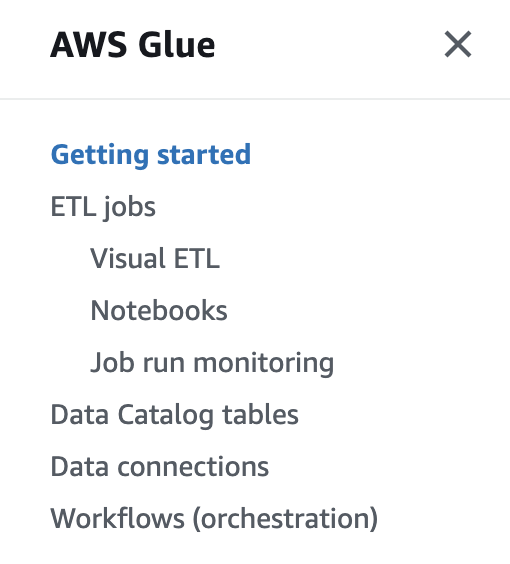 AWS Glue
Getting started
ETL jobs
Visual ETL
Notebooks
Job run monitoring
Data Catalog tables
Data connections
Workflows (orchestration)